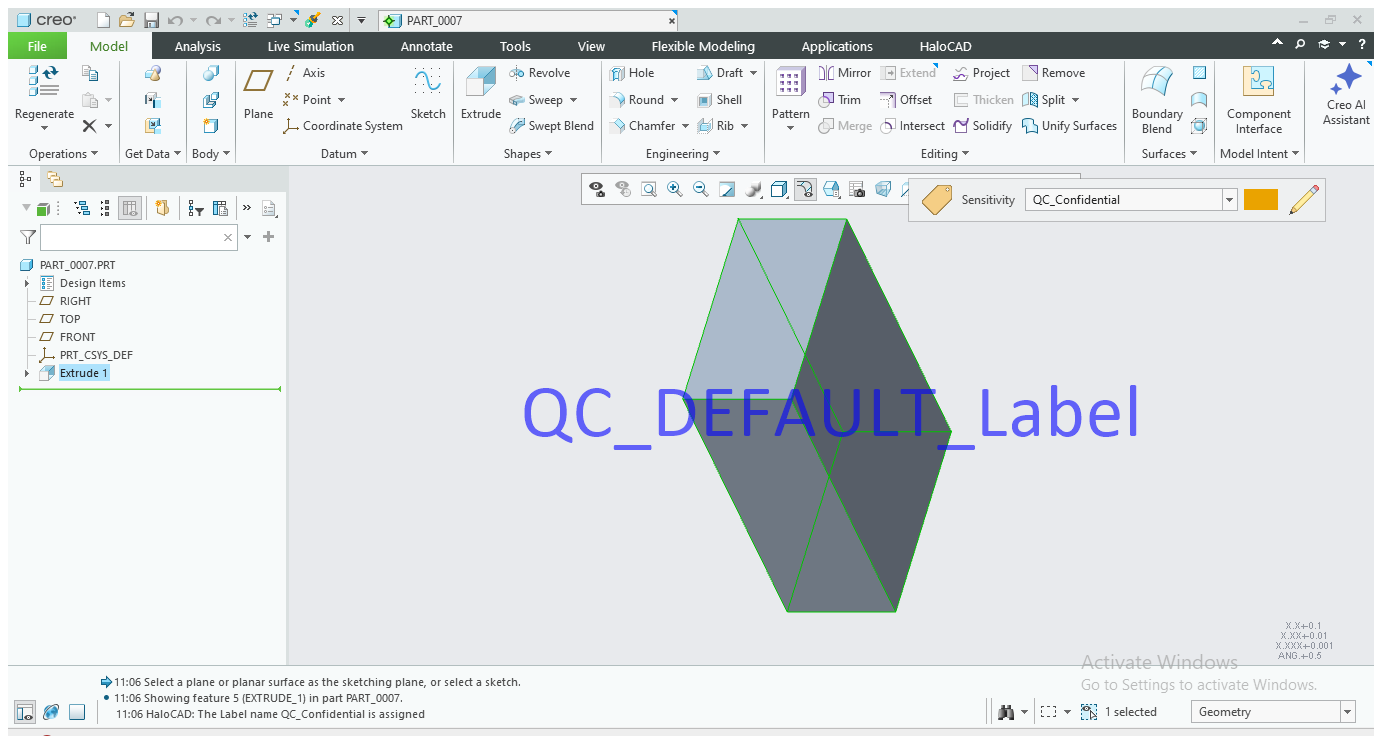 creo
PART_0007
File Model Analysis Live Simulation Annotate Tools View Flexible Modeling Applications HaloCAD
Regenerate
Operations
Get Data
Body
Plane
Axis
Point
Coordinate System
Sketch
Datum
Extrude
Revolve
Sweep
Swept Blend
Shapes
Hole
Draft
Round
Shell
Chamfer
Rib
Engineering
Pattern
Mirror
Extend
Project
Remove
Trim
Offset
Thicken
Split
Merge
Intersect
Solidify
Unify Surfaces
Editing
Boundary
Blend
Surfaces
Component
Interface
Model Intent
Creo AI
Assistant
Sensitivity QC_Confidential
PART_0007.PRT
Design Items
RIGHT
TOP
FRONT
PRT_CSYS_DEF
Extrude 1
QC_DEFAULT_Label
X.X+-0.1
X.XX+-0.01
X.XXX+-0.001
ANG.+-0.5
Activate Windows
Go to Settings to activate Windows.
11:06 Select a plane or planar surface as the sketching plane, or select a sketch.
• 11:06 Showing feature 5 (EXTRUDE_1) in part PART_0007.
11:06 HaloCAD: The Label name QC_Confidential is assigned
1 selected
Geometry